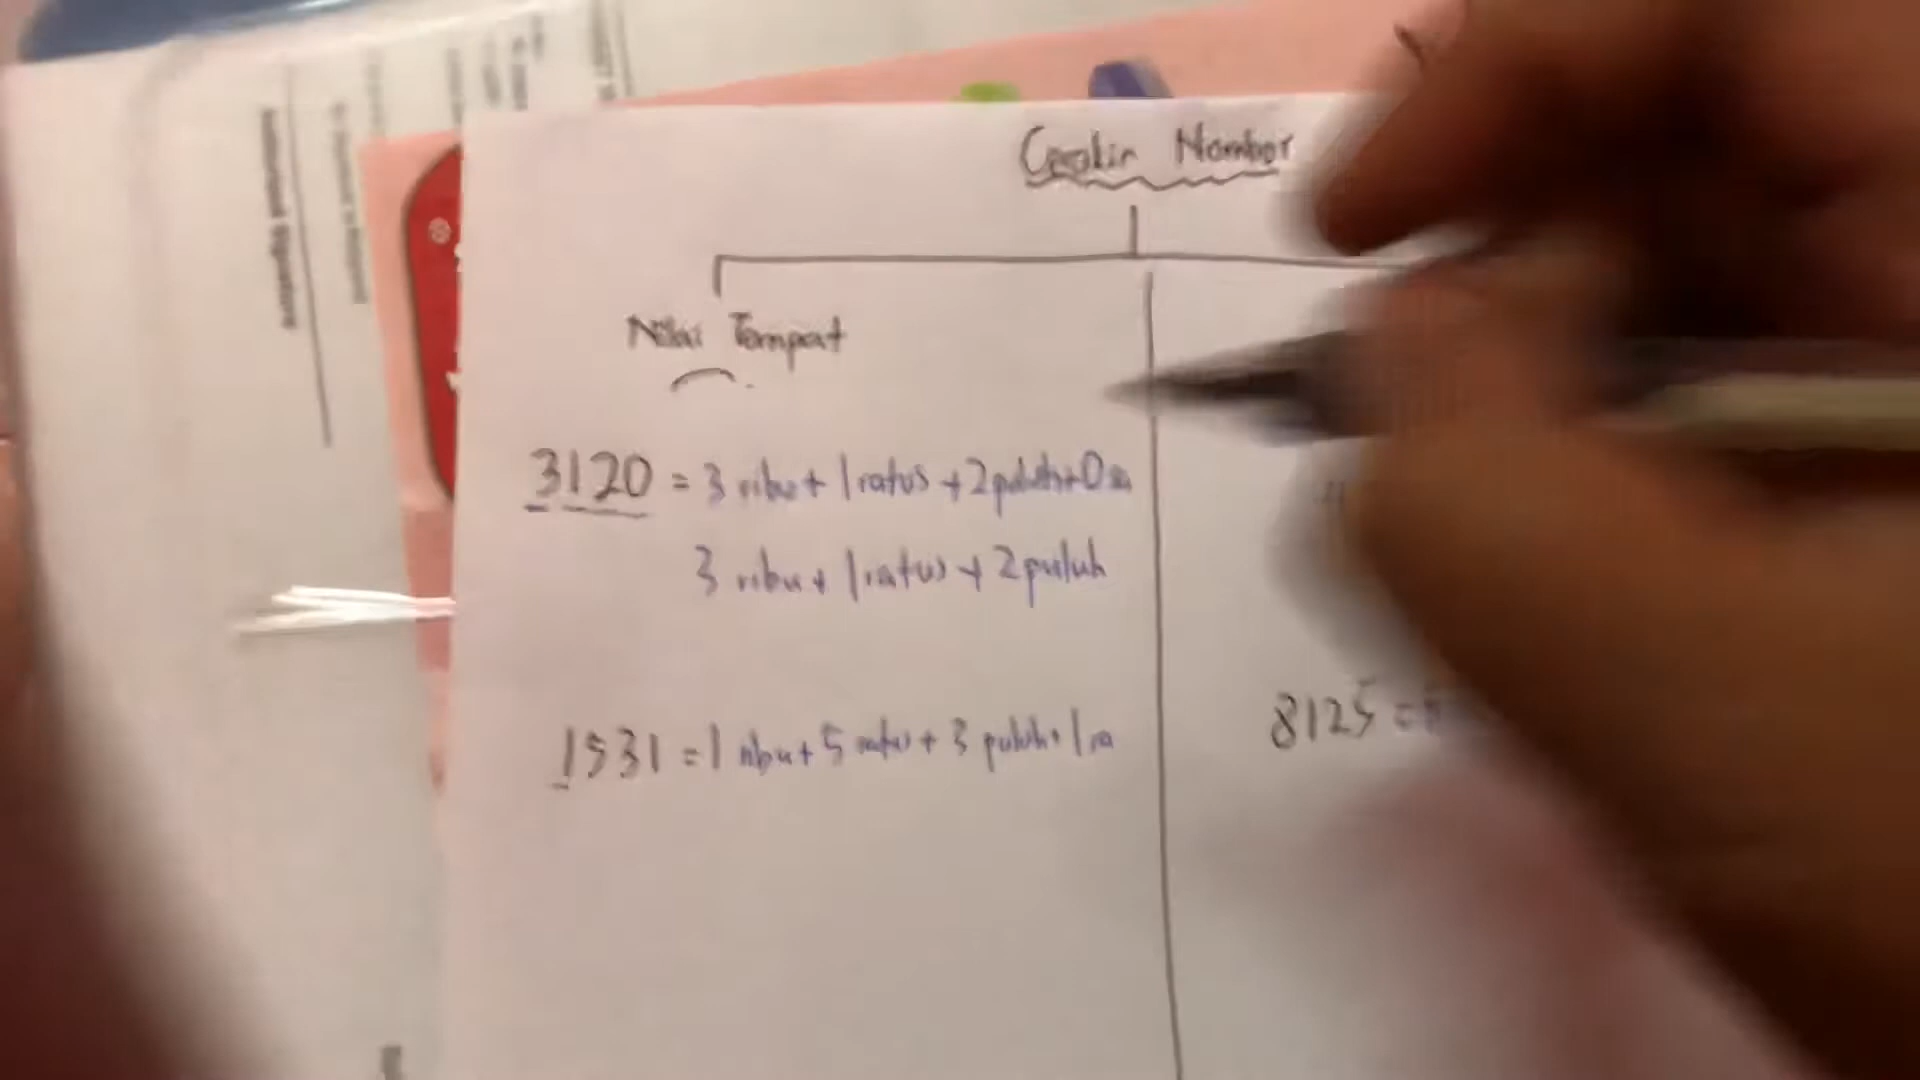 Cerakin Nombor
Nilai Tempat
3120 = 3 ribu + 1 ratus + 2 puluh + 0 sa
3 ribu + 1 ratus + 2 puluh
1531 = 1 ribu + 5 ratus + 3 puluh + 1 sa
8125 =